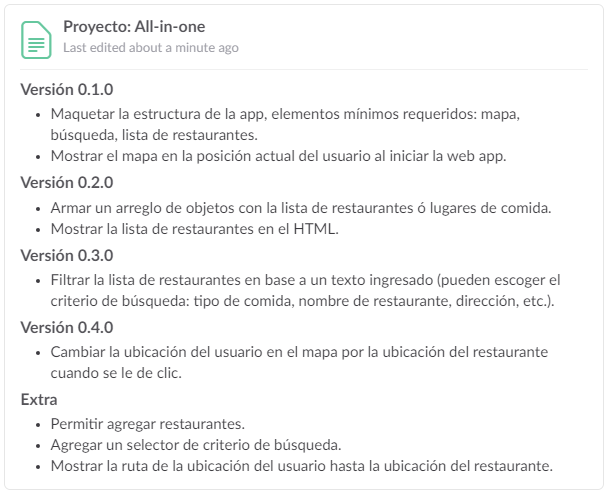 Proyecto: All-in-one
Last edited about a minute ago
Versión 0.1.0
• Maquetar la estructura de la app, elementos mínimos requeridos: mapa,
búsqueda, lista de restaurantes.
• Mostrar el mapa en la posición actual del usuario al iniciar la web app.
Versión 0.2.0
• Armar un arreglo de objetos con la lista de restaurantes ó lugares de comida.
• Mostrar la lista de restaurantes en el HTML.
Versión 0.3.0
• Filtrar la lista de restaurantes en base a un texto ingresado (pueden escoger el
criterio de búsqueda: tipo de comida, nombre de restaurante, dirección, etc.).
Versión 0.4.0
• Cambiar la ubicación del usuario en el mapa por la ubicación del restaurante
cuando se le de clic.
Extra
• Permitir agregar restaurantes.
• Agregar un selector de criterio de búsqueda.
• Mostrar la ruta de la ubicación del usuario hasta la ubicación del restaurante.